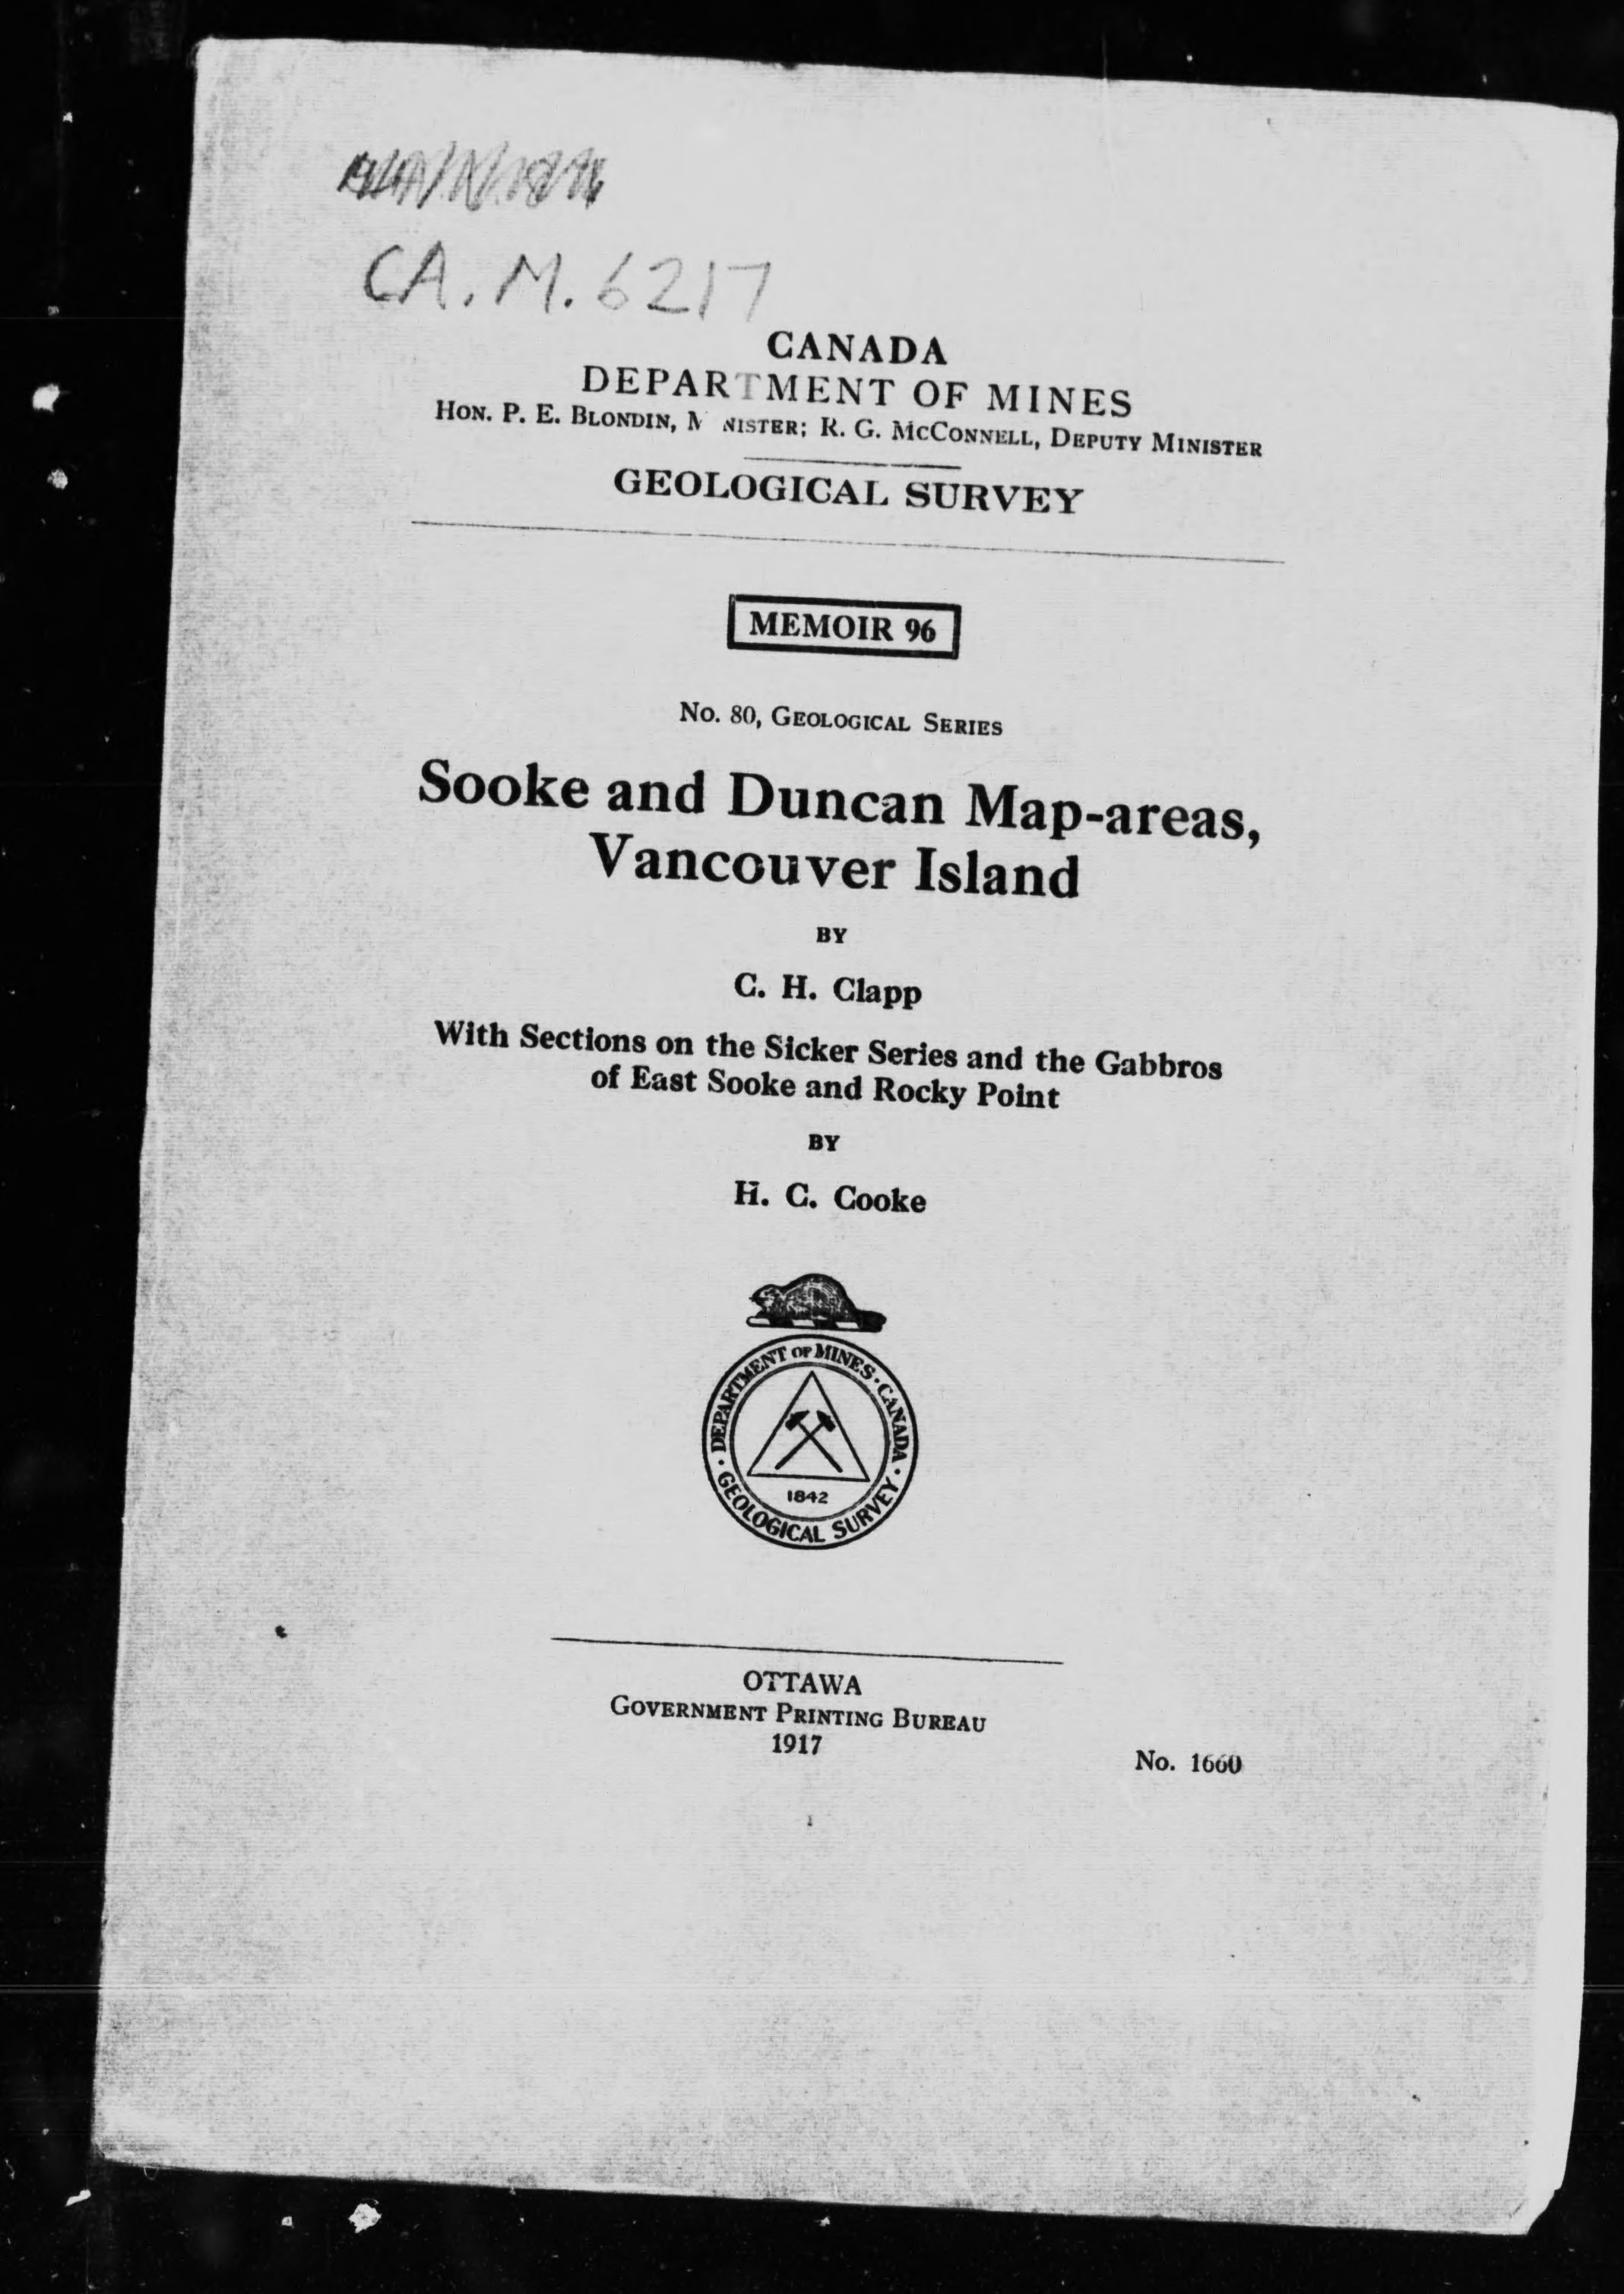 CA. M. 6217
CANADA
DEPARTMENT OF MINES
HON. P. E. BLONDIN, M NISTER; R. G. MCCONNELL, DEPUTY MINISTER
GEOLOGICAL SURVEY
MEMOIR 96
No. 80, GEOLOGICAL SERIES
Sooke and Duncan Map-areas,
Vancouver Island
BY
C. H. Clapp
With Sections on the Sicker Series and the Gabbros
of East Sooke and Rocky Point
BY
H. C. Cooke
DEPARTMENT OF MINES · CANADA ·
1842
GEOLOGICAL SURVEY ·
OTTAWA
GOVERNMENT PRINTING BUREAU
1917
No. 1660